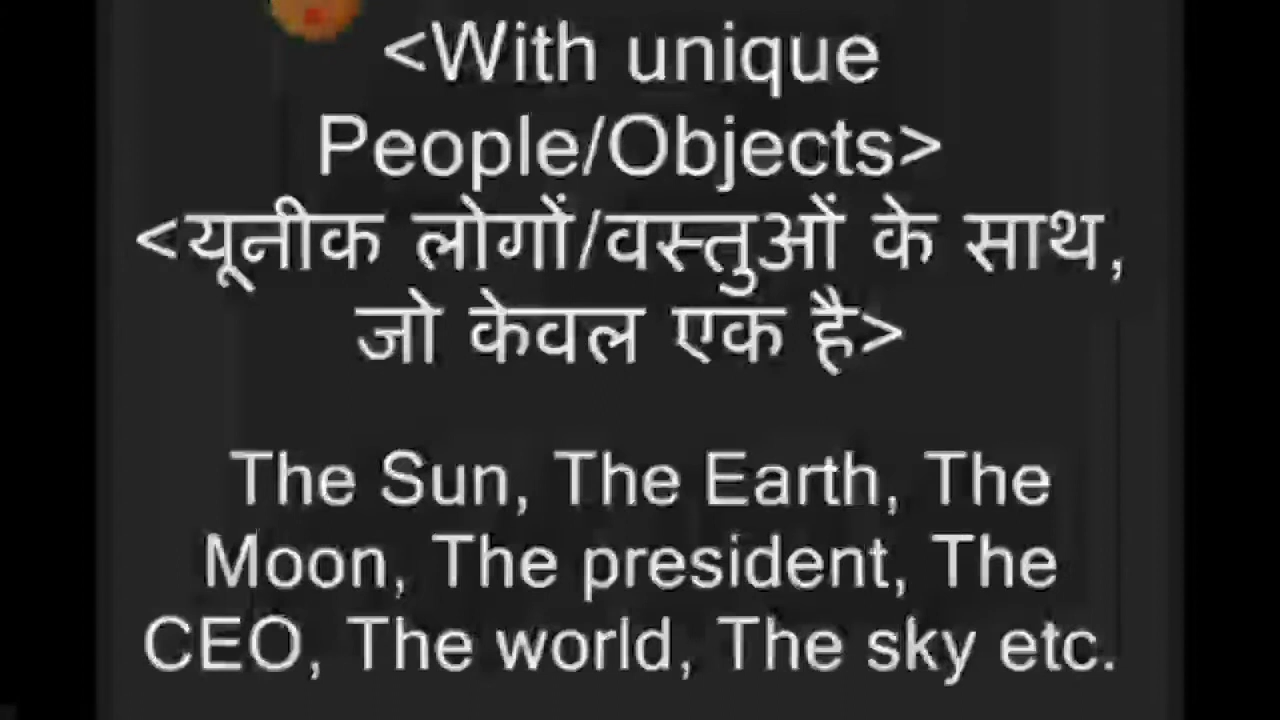 <With unique
People/Objects>
<यूनीक लोगों/वस्तुओं के साथ,
जो केवल एक है>
The Sun, The Earth, The
Moon, The president, The
CEO, The world, The sky etc.